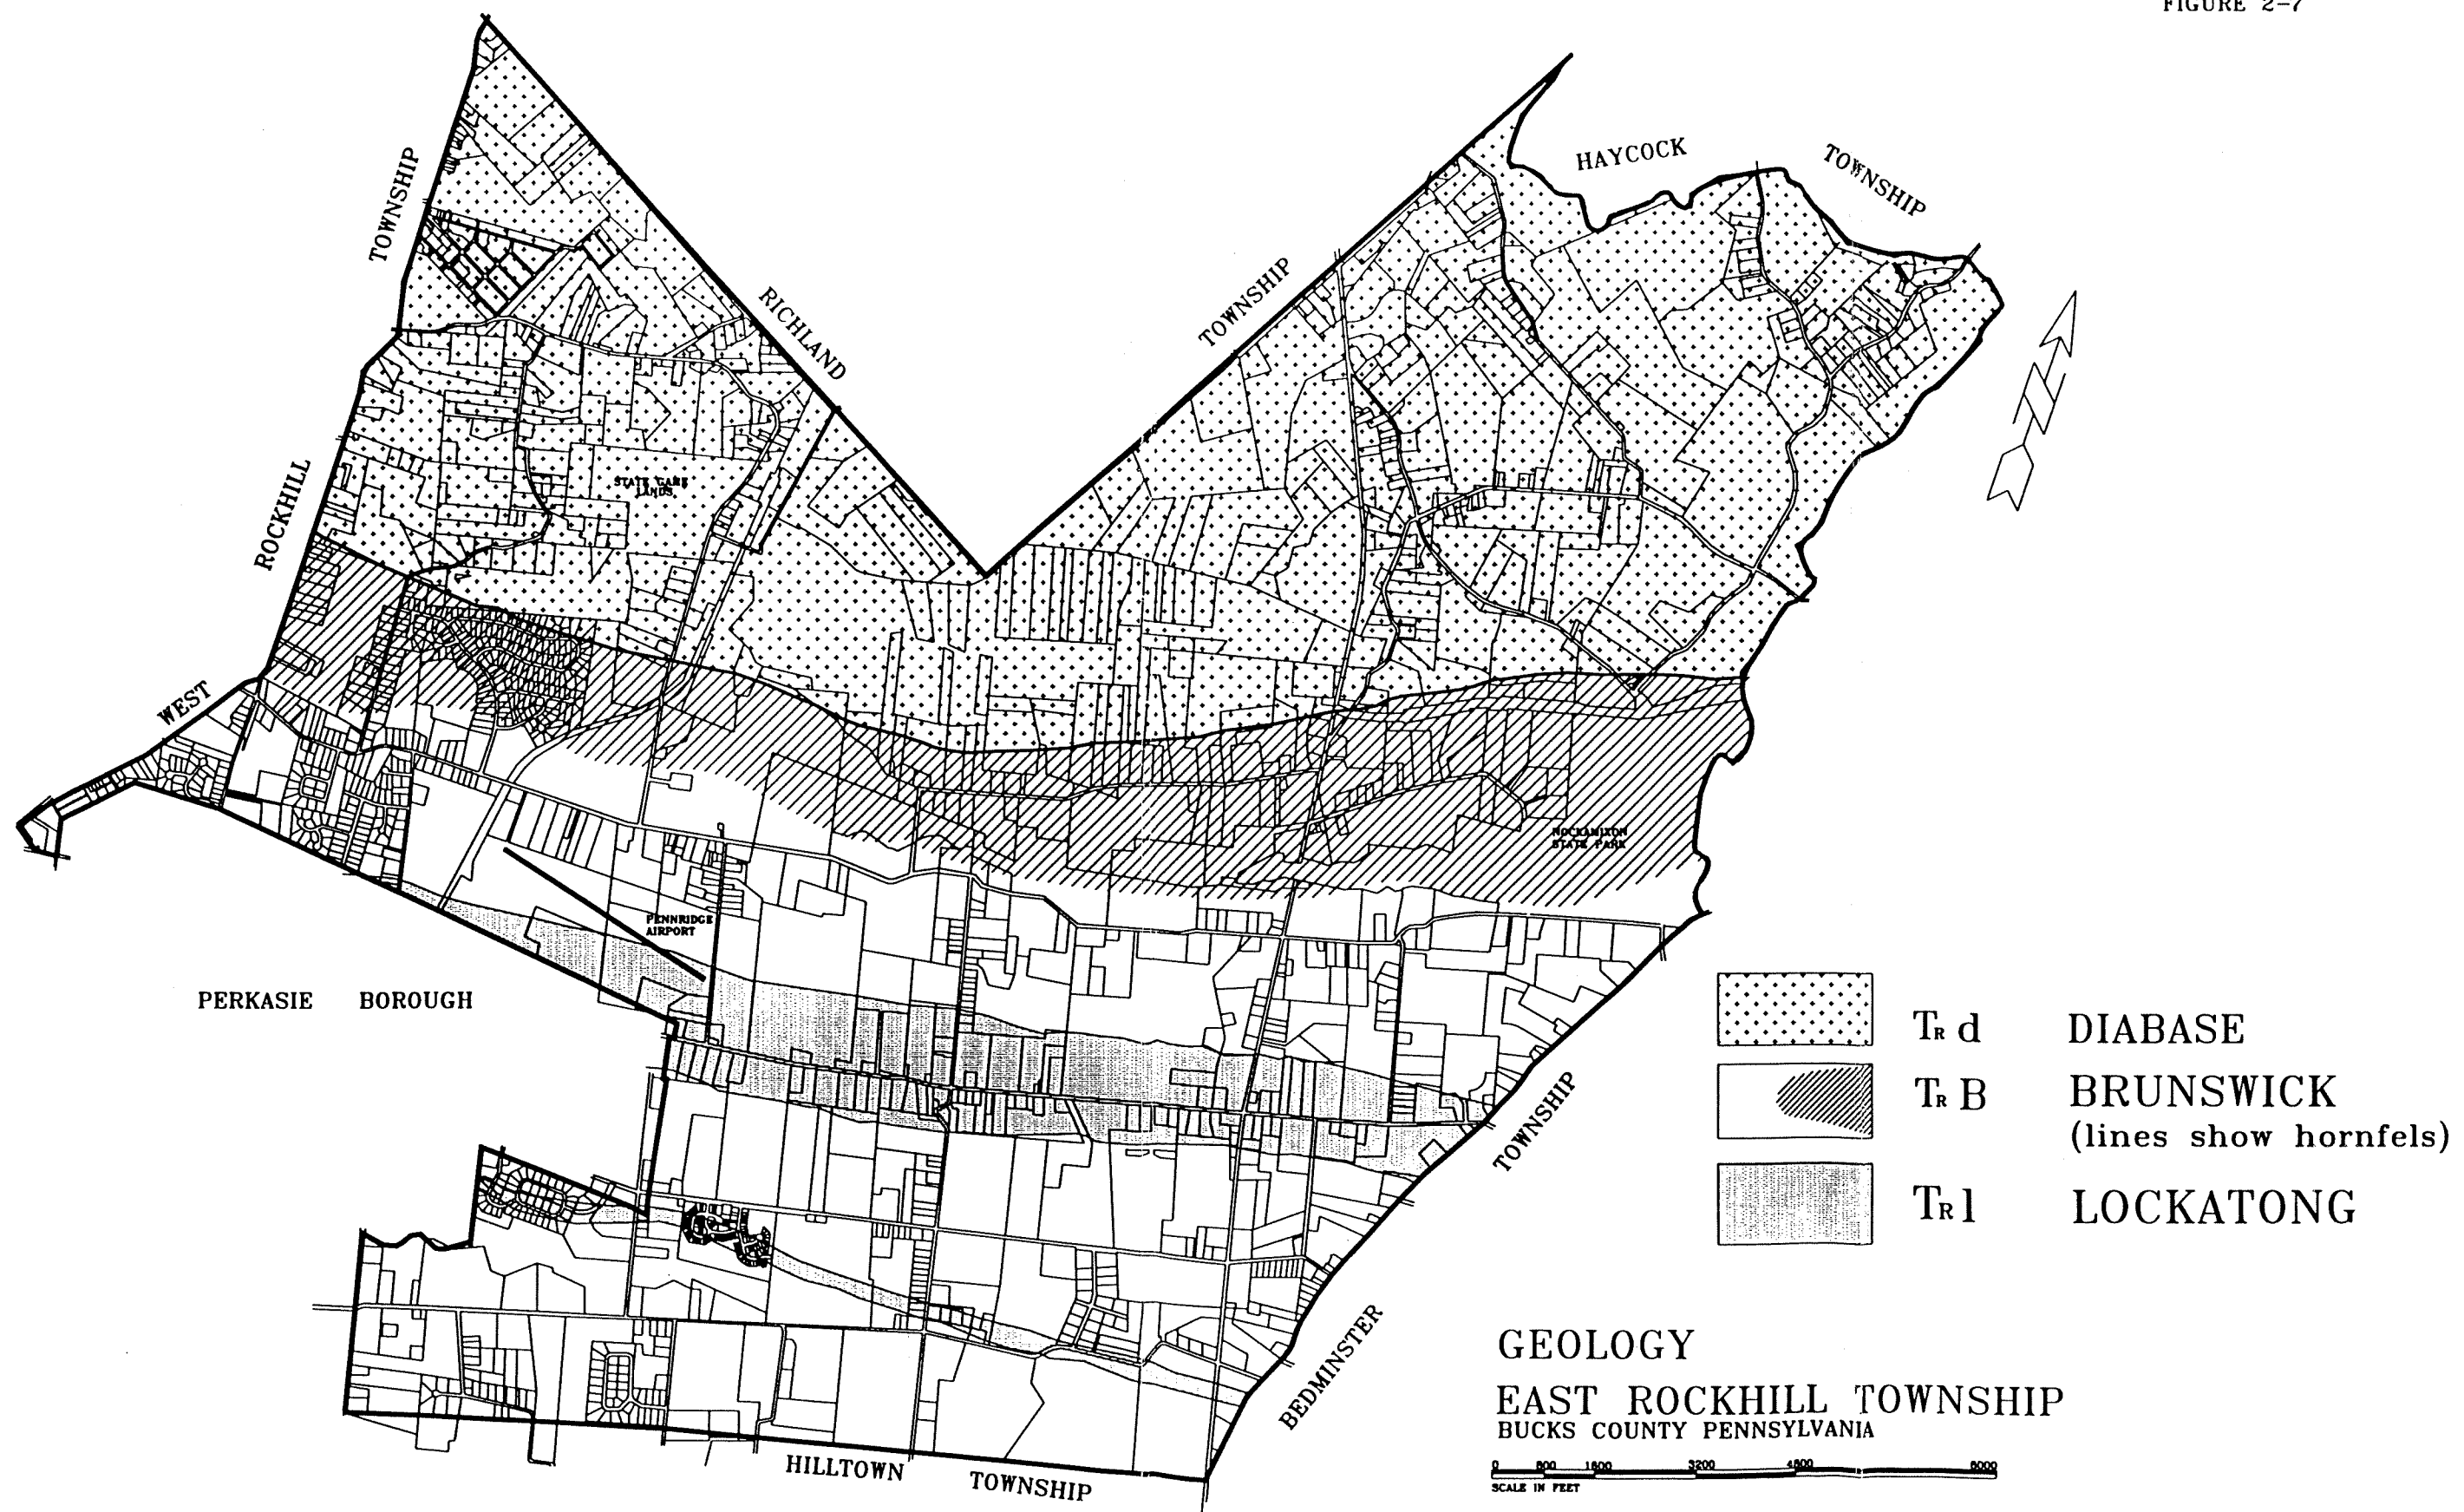 FIGURE 2-7
HAYCOCK TOWNSHIP
TOWNSHIP
RICHLAND
TOWNSHIP
STATE GAME
LANDS
ROCKHILL
WEST
NOCKAMIXON
STATE PARK
PENNRIDGE
AIRPORT
PERKASIE BOROUGH
TOWNSHIP
BEDMINSTER
HILLTOWN TOWNSHIP
N
TR d DIABASE
TR B BRUNSWICK
(lines show hornfels)
TR l LOCKATONG
GEOLOGY
EAST ROCKHILL TOWNSHIP
BUCKS COUNTY PENNSYLVANIA
0 800 1600 3200 4800
SCALE IN FEET